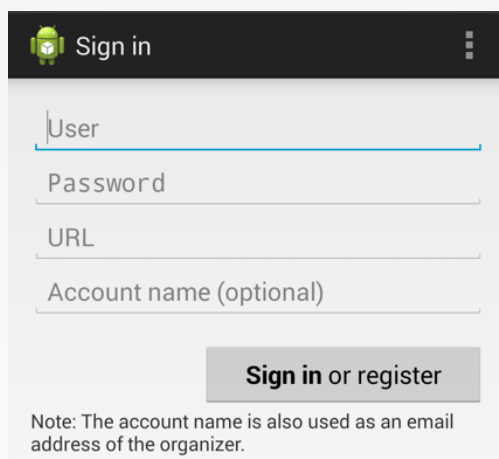 Sign in
User
Password
URL
Account name (optional)
Sign in or register
Note: The account name is also used as an email
address of the organizer.